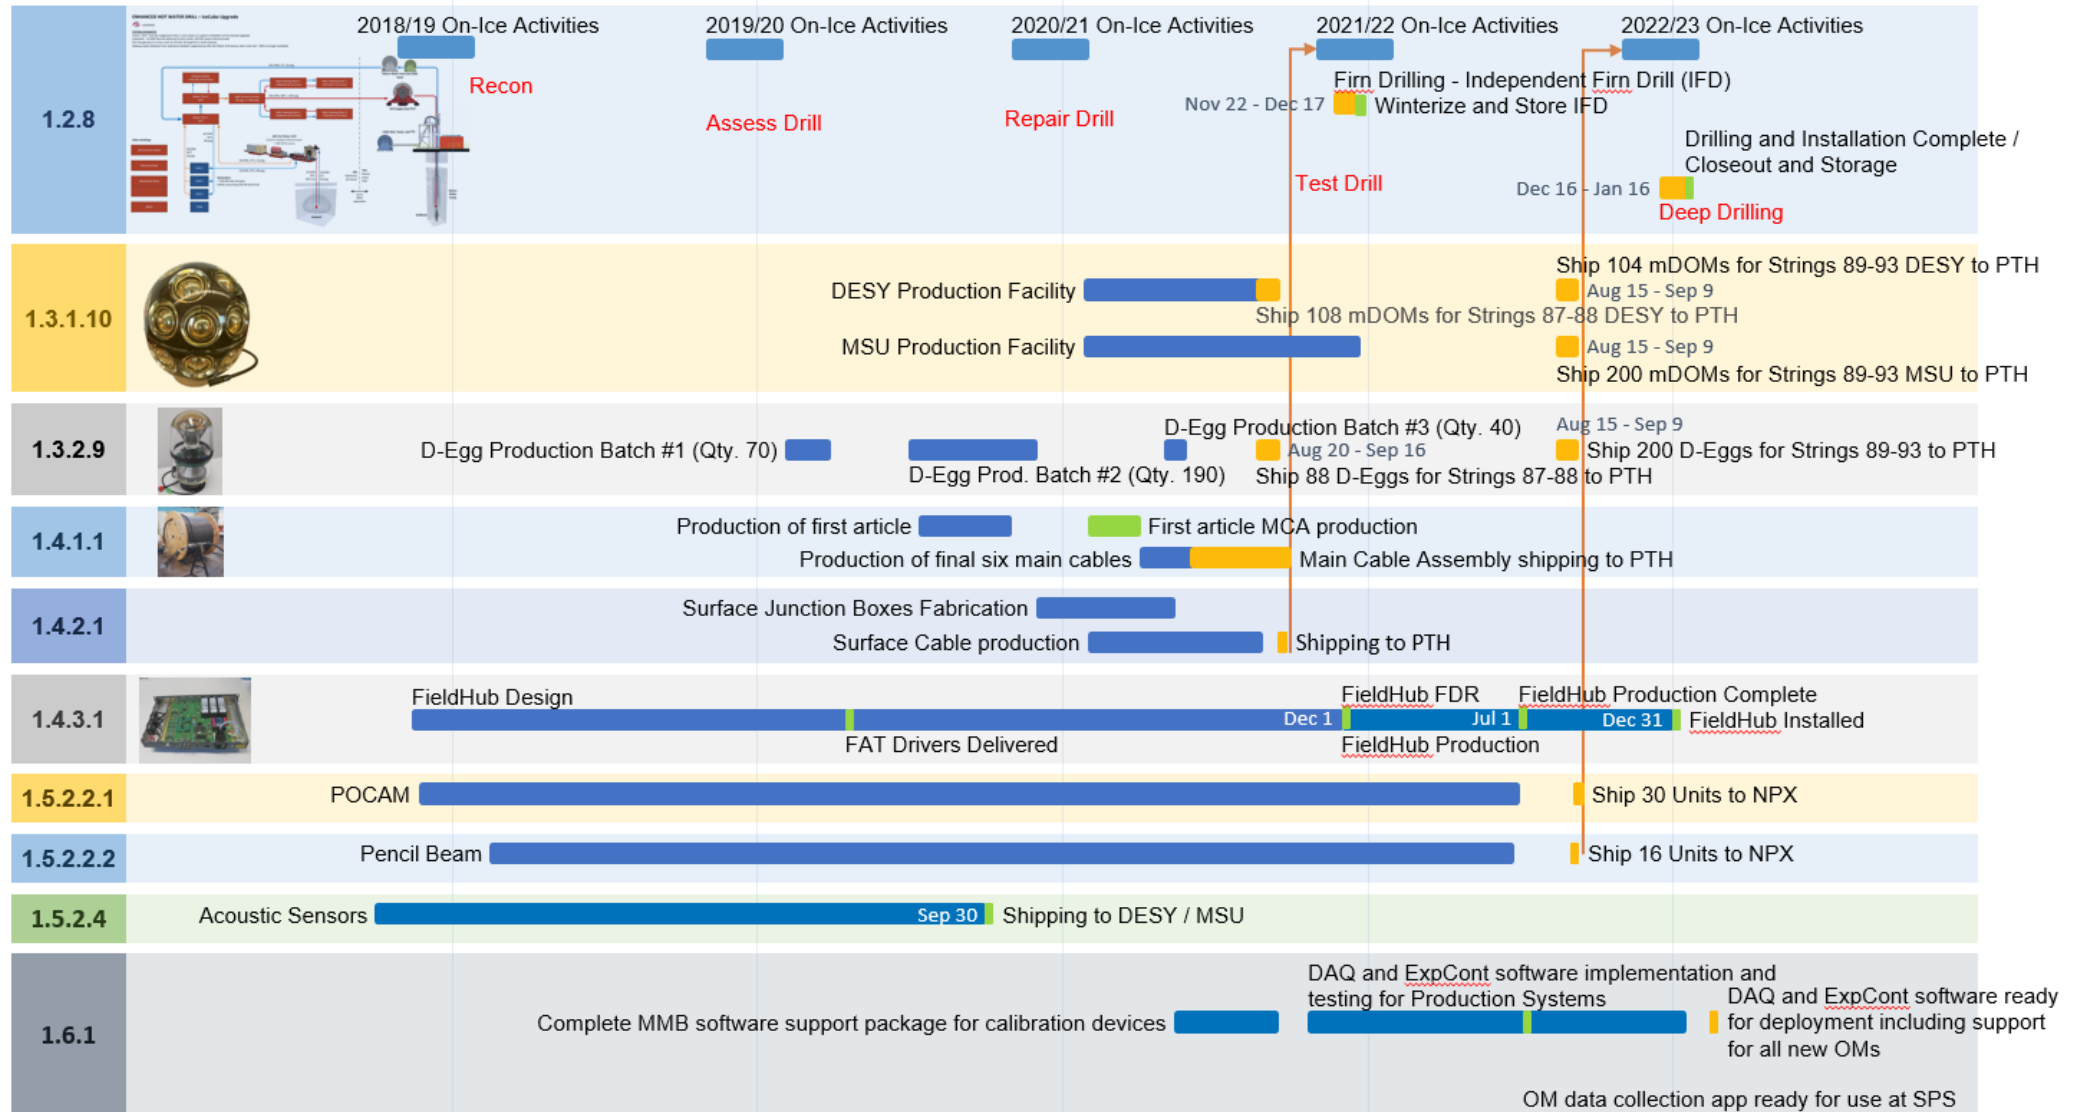 ENHANCED HOT WATER DRILL - IceCube Upgrade
2018/19 On-Ice Activities
2019/20 On-Ice Activities
2020/21 On-Ice Activities
2021/22 On-Ice Activities
2022/23 On-Ice Activities
1.2.8
Recon
Assess Drill
Repair Drill
Firn Drilling - Independent Firn Drill (IFD)
Nov 22 - Dec 17
Winterize and Store IFD
Test Drill
Drilling and Installation Complete /
Closeout and Storage
Dec 16 - Jan 16
Deep Drilling
1.3.1.10
DESY Production Facility
Ship 108 mDOMs for Strings 87-88 DESY to PTH
MSU Production Facility
Ship 104 mDOMs for Strings 89-93 DESY to PTH
Aug 15 - Sep 9
Aug 15 - Sep 9
Ship 200 mDOMs for Strings 89-93 MSU to PTH
1.3.2.9
D-Egg Production Batch #1 (Qty. 70)
D-Egg Prod. Batch #2 (Qty. 190)
D-Egg Production Batch #3 (Qty. 40)
Aug 20 - Sep 16
Ship 88 D-Eggs for Strings 87-88 to PTH
Aug 15 - Sep 9
Ship 200 D-Eggs for Strings 89-93 to PTH
1.4.1.1
Production of first article
First article MCA production
Production of final six main cables
Main Cable Assembly shipping to PTH
1.4.2.1
Surface Junction Boxes Fabrication
Surface Cable production
Shipping to PTH
1.4.3.1
FieldHub Design
FAT Drivers Delivered
Dec 1
FieldHub FDR
FieldHub Production
Jul 1
FieldHub Production Complete
Dec 31
FieldHub Installed
1.5.2.2.1
POCAM
Ship 30 Units to NPX
1.5.2.2.2
Pencil Beam
Ship 16 Units to NPX
1.5.2.4
Acoustic Sensors
Sep 30
Shipping to DESY / MSU
1.6.1
Complete MMB software support package for calibration devices
DAQ and ExpCont software implementation and
testing for Production Systems
DAQ and ExpCont software ready
for deployment including support
for all new OMs
OM data collection app ready for use at SPS